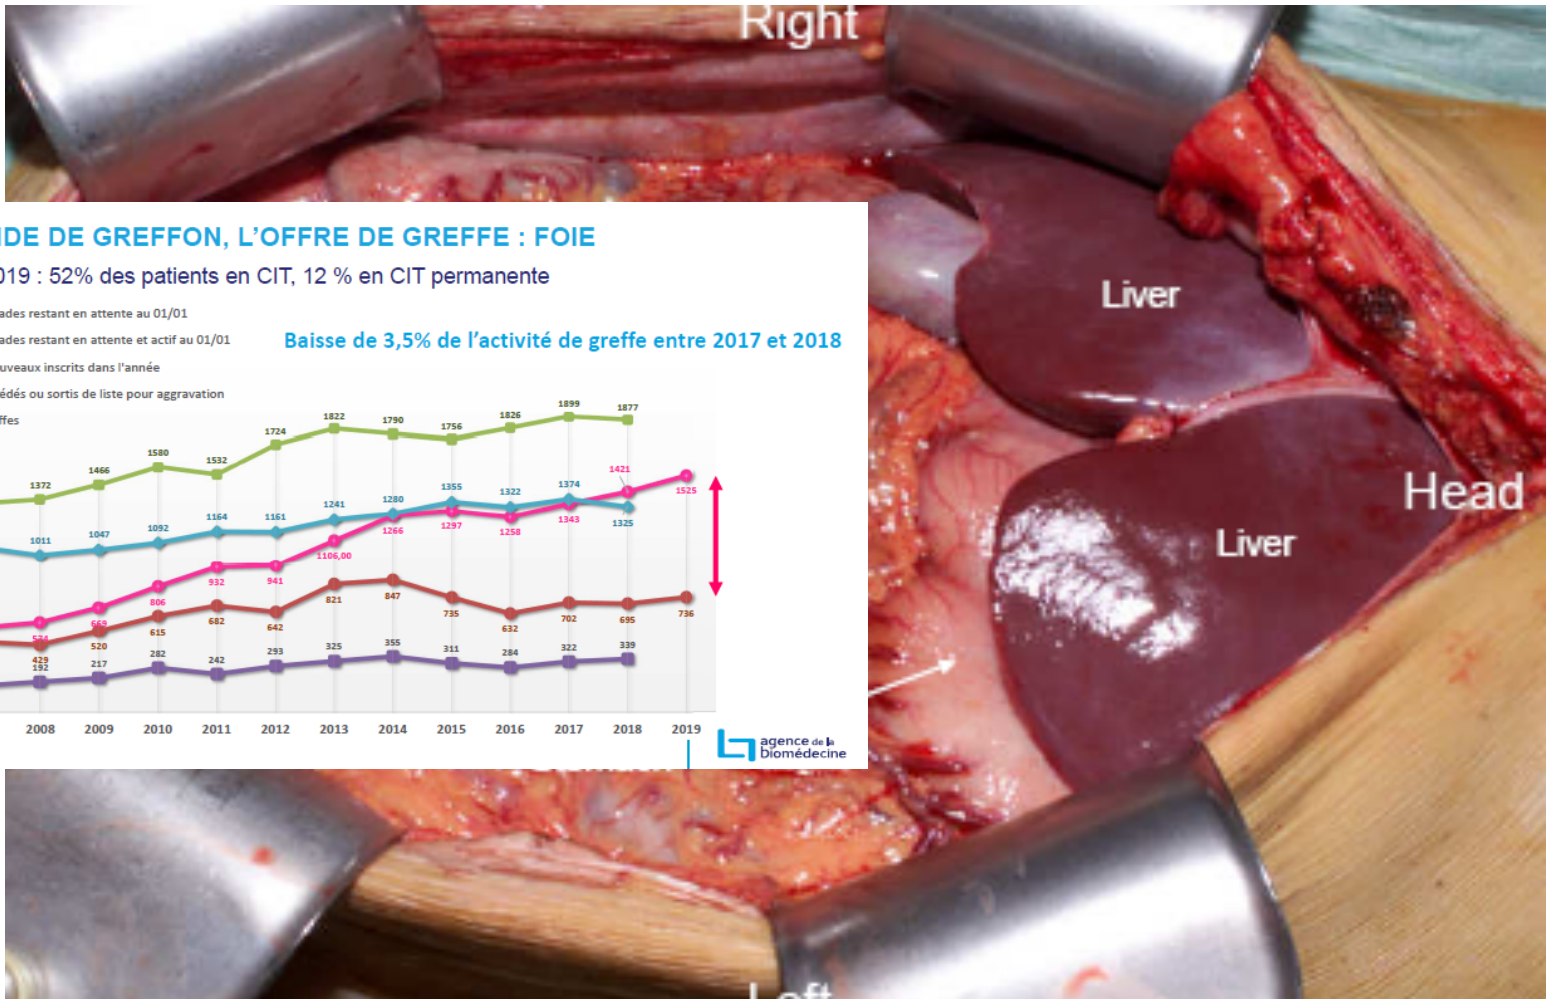 Right
Liver
Head
Liver
IDE DE GREFFON, L'OFFRE DE GREFFE : FOIE
019 : 52% des patients en CIT, 12 % en CIT permanente
ades restant en attente au 01/01
ades restant en attente et actif au 01/01
uveaux inscrits dans l'année
édés ou sortis de liste pour aggravation
ffes
Baisse de 3,5% de l'activité de greffe entre 2017 et 2018
1372 1466 1580 1532 1724 1822 1790 1756 1826 1899 1877
1011 1047 1092 1164 1161 1241 1280 1355 1322 1374 1325
669 806 932 941 1106,00 1266 1297 1258 1343 1421 1525
429 520 615 682 642 821 847 735 632 702 695 736
192 217 282 242 293 325 355 311 284 322 339
2008 2009 2010 2011 2012 2013 2014 2015 2016 2017 2018 2019
agence de la
biomédecine
Left